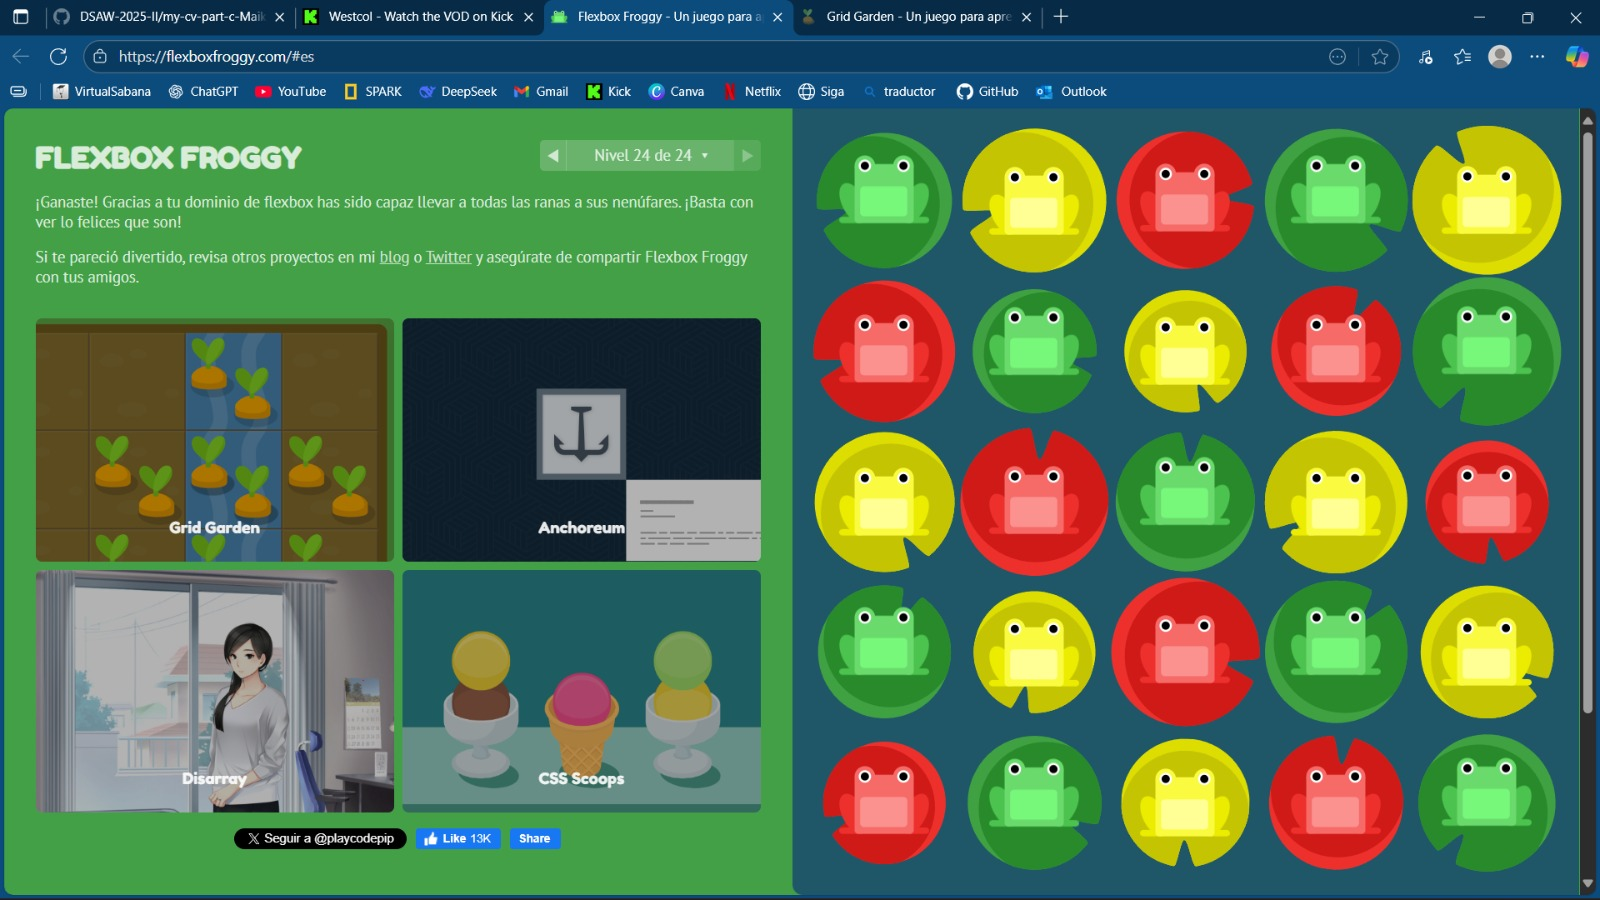 DSAW-2025-II/my-cv-part-c-Maik
Westcol - Watch the VOD on Kick
Flexbox Froggy - Un juego para a
Grid Garden - Un juego para apre
https://flexboxfroggy.com/#es
VirtualSabana
ChatGPT
YouTube
SPARK
DeepSeek
Gmail
Kick
Canva
Netflix
Siga
traductor
GitHub
Outlook
FLEXBOX FROGGY
Nivel 24 de 24
¡Ganaste! Gracias a tu dominio de flexbox has sido capaz llevar a todas las ranas a sus nenúfares. ¡Basta con
ver lo felices que son!
Si te pareció divertido, revisa otros proyectos en mi blog o Twitter y asegúrate de compartir Flexbox Froggy
con tus amigos.
Grid Garden
Anchoreum
Disarray
CSS Scoops
Seguir a @playcodepip
Like 13K
Share